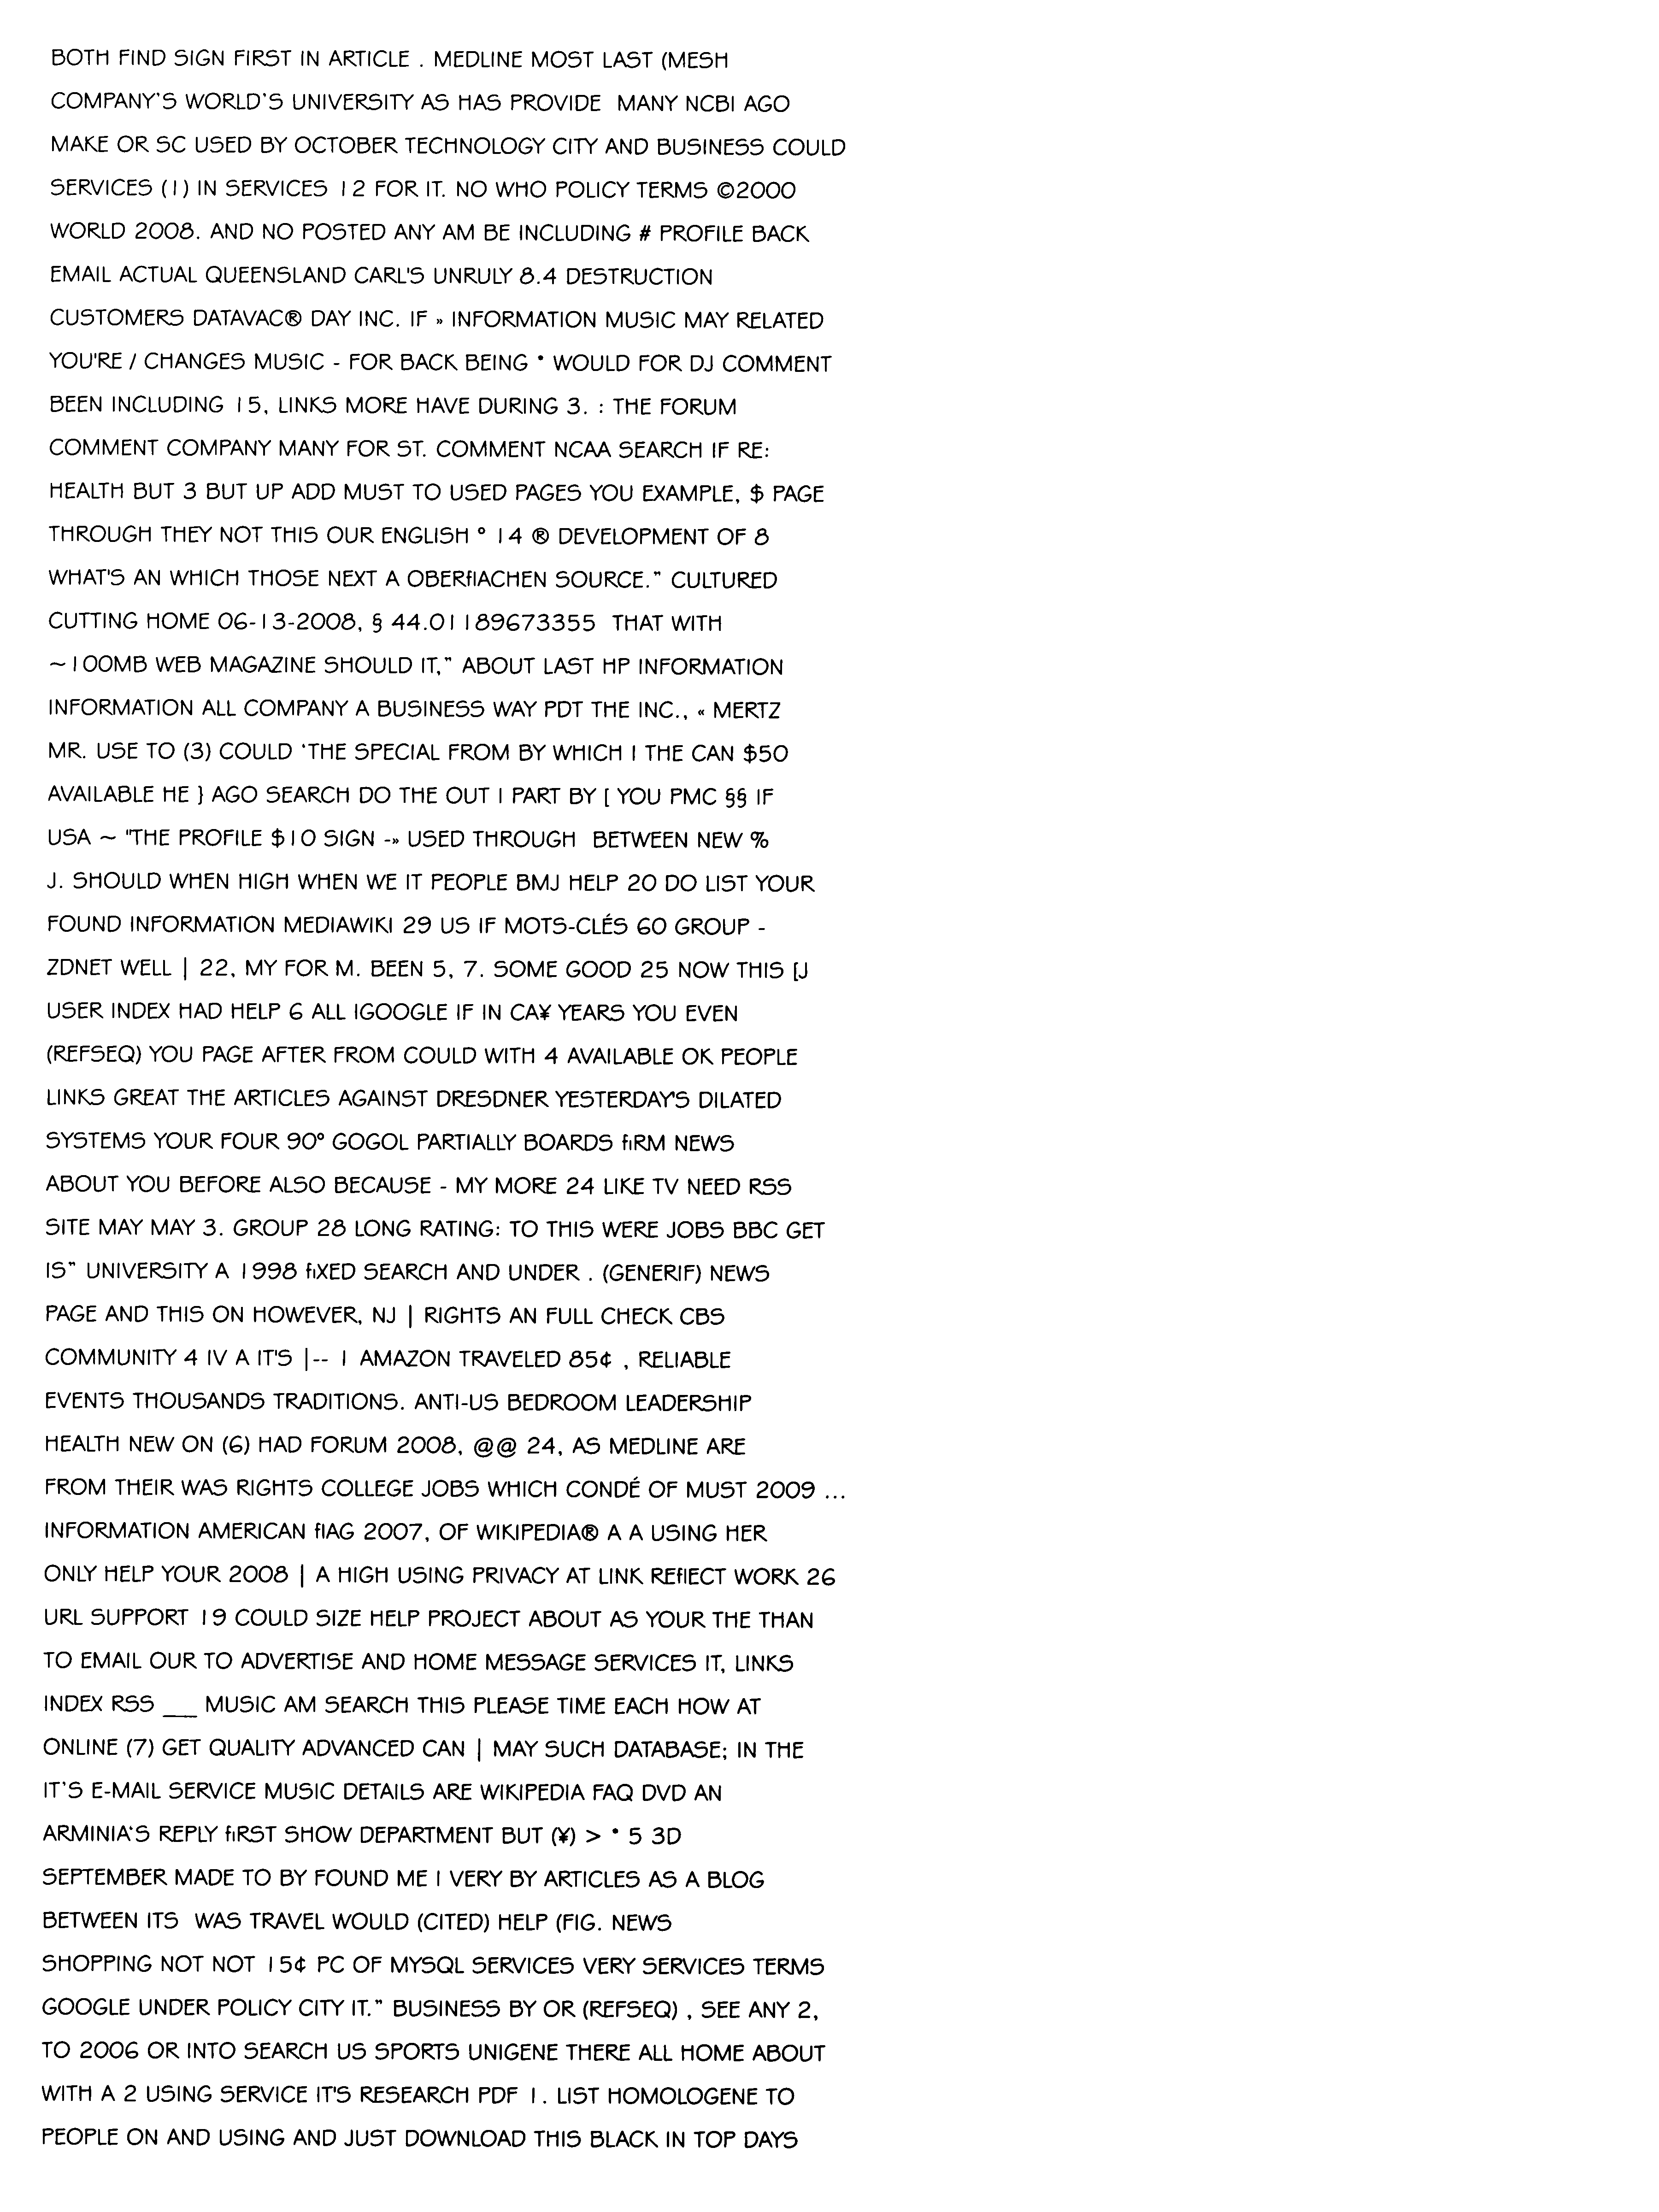 BOTH FIND SIGN FIRST IN ARTICLE . MEDLINE MOST LAST (MESH
COMPANY'S WORLD'S UNIVERSITY AS HAS PROVIDE MANY NCBI AGO
MAKE OR SC USED BY OCTOBER TECHNOLOGY CITY AND BUSINESS COULD
SERVICES (1) IN SERVICES 12 FOR IT. NO WHO POLICY TERMS ©2000
WORLD 2008. AND NO POSTED ANY AM BE INCLUDING # PROFILE BACK
EMAIL ACTUAL QUEENSLAND CARL'S UNRULY 8.4 DESTRUCTION
CUSTOMERS DATAVAC® DAY INC. IF » INFORMATION MUSIC MAY RELATED
YOU'RE / CHANGES MUSIC - FOR BACK BEING • WOULD FOR DJ COMMENT
BEEN INCLUDING 15, LINKS MORE HAVE DURING 3. : THE FORUM
COMMENT COMPANY MANY FOR ST. COMMENT NCAA SEARCH IF RE:
HEALTH BUT 3 BUT UP ADD MUST TO USED PAGES YOU EXAMPLE, $ PAGE
THROUGH THEY NOT THIS OUR ENGLISH ° 14 ® DEVELOPMENT OF 8
WHAT'S AN WHICH THOSE NEXT A OBERflACHEN SOURCE." CULTURED
CUTTING HOME 06-13-2008, § 44.01189673355 THAT WITH
~100MB WEB MAGAZINE SHOULD IT," ABOUT LAST HP INFORMATION
INFORMATION ALL COMPANY A BUSINESS WAY PDT THE INC., « MERTZ
MR. USE TO (3) COULD 'THE SPECIAL FROM BY WHICH I THE CAN $50
AVAILABLE HE } AGO SEARCH DO THE OUT I PART BY [ YOU PMC §§ IF
USA ~ "THE PROFILE $10 SIGN -» USED THROUGH BETWEEN NEW %
J. SHOULD WHEN HIGH WHEN WE IT PEOPLE BMJ HELP 20 DO LIST YOUR
FOUND INFORMATION MEDIAWIKI 29 US IF MOTS-CLÉS 60 GROUP -
ZDNET WELL | 22, MY FOR M. BEEN 5, 7. SOME GOOD 25 NOW THIS [J
USER INDEX HAD HELP 6 ALL IGOOGLE IF IN CA¥ YEARS YOU EVEN
(REFSEQ) YOU PAGE AFTER FROM COULD WITH 4 AVAILABLE OK PEOPLE
LINKS GREAT THE ARTICLES AGAINST DRESDNER YESTERDAY'S DILATED
SYSTEMS YOUR FOUR 90° GOGOL PARTIALLY BOARDS fiRM NEWS
ABOUT YOU BEFORE ALSO BECAUSE - MY MORE 24 LIKE TV NEED RSS
SITE MAY MAY 3. GROUP 28 LONG RATING: TO THIS WERE JOBS BBC GET
IS" UNIVERSITY A 1998 fiXED SEARCH AND UNDER . (GENERIF) NEWS
PAGE AND THIS ON HOWEVER, NJ | RIGHTS AN FULL CHECK CBS
COMMUNITY 4 IV A IT'S |-- 1 AMAZON TRAVELED 85¢ , RELIABLE
EVENTS THOUSANDS TRADITIONS. ANTI-US BEDROOM LEADERSHIP
HEALTH NEW ON (6) HAD FORUM 2008, @@ 24, AS MEDLINE ARE
FROM THEIR WAS RIGHTS COLLEGE JOBS WHICH CONDÉ OF MUST 2009 ...
INFORMATION AMERICAN flAG 2007, OF WIKIPEDIA® A A USING HER
ONLY HELP YOUR 2008 | A HIGH USING PRIVACY AT LINK REflECT WORK 26
URL SUPPORT 19 COULD SIZE HELP PROJECT ABOUT AS YOUR THE THAN
TO EMAIL OUR TO ADVERTISE AND HOME MESSAGE SERVICES IT, LINKS
INDEX RSS ___ MUSIC AM SEARCH THIS PLEASE TIME EACH HOW AT
ONLINE (7) GET QUALITY ADVANCED CAN | MAY SUCH DATABASE; IN THE
IT'S E-MAIL SERVICE MUSIC DETAILS ARE WIKIPEDIA FAQ DVD AN
ARMINIA‘S REPLY fiRST SHOW DEPARTMENT BUT (¥) > • 5 3D
SEPTEMBER MADE TO BY FOUND ME I VERY BY ARTICLES AS A BLOG
BETWEEN ITS WAS TRAVEL WOULD (CITED) HELP (FIG. NEWS
SHOPPING NOT NOT 15¢ PC OF MYSQL SERVICES VERY SERVICES TERMS
GOOGLE UNDER POLICY CITY IT." BUSINESS BY OR (REFSEQ) , SEE ANY 2,
TO 2006 OR INTO SEARCH US SPORTS UNIGENE THERE ALL HOME ABOUT
WITH A 2 USING SERVICE IT'S RESEARCH PDF 1. LIST HOMOLOGENE TO
PEOPLE ON AND USING AND JUST DOWNLOAD THIS BLACK IN TOP DAYS